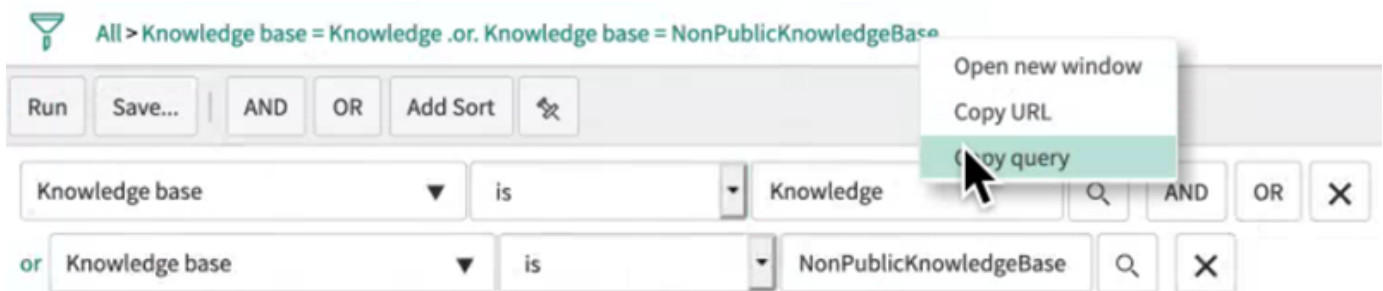 All > Knowledge base = Knowledge .or. Knowledge base = NonPublicKnowledgeBase
Open new window
Copy URL
Copy query
Run Save... AND OR Add Sort
Knowledge base is Knowledge AND OR
or Knowledge base is NonPublicKnowledgeBase